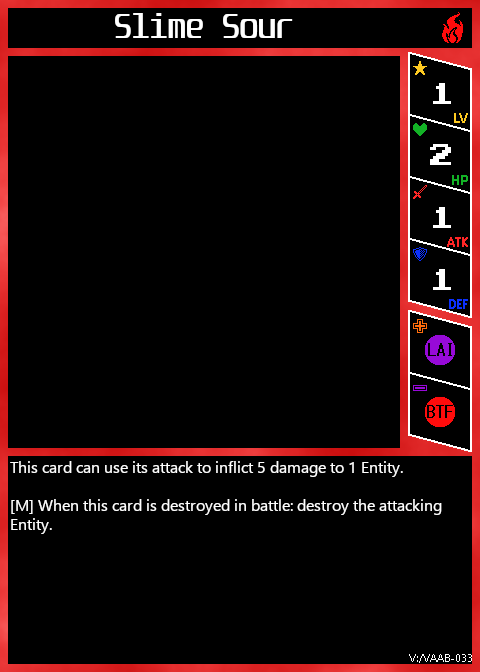 Slime Sour
1
LV
2
HP
1
ATK
1
DEF
LAI
BTF
This card can use its attack to inflict 5 damage to 1 Entity.
[M] When this card is destroyed in battle: destroy the attacking
Entity.
V:/VAAB-033